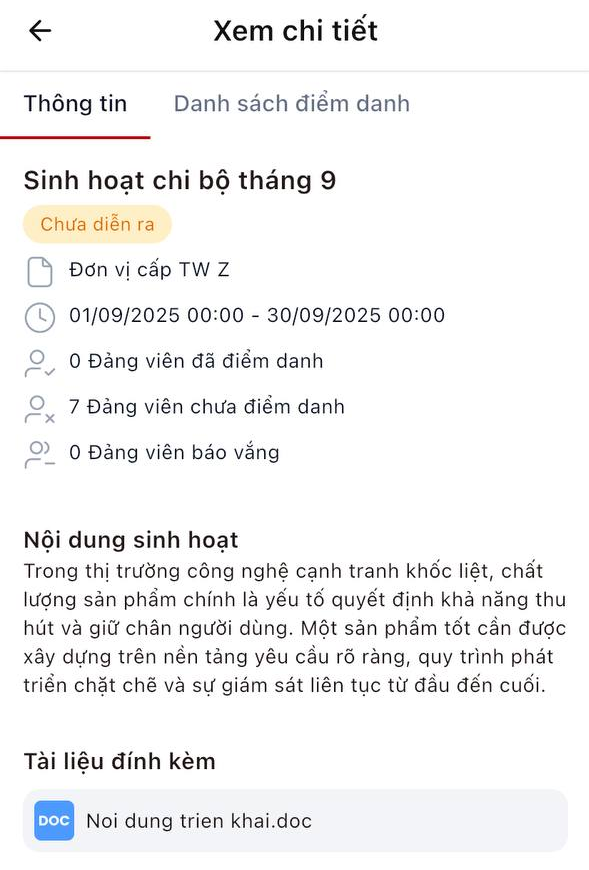 Xem chi tiết
Thông tin
Danh sách điểm danh
Sinh hoạt chi bộ tháng 9
Chưa diễn ra
Đơn vị cấp TW Z
01/09/2025 00:00 - 30/09/2025 00:00
0 Đảng viên đã điểm danh
7 Đảng viên chưa điểm danh
0 Đảng viên báo vắng
Nội dung sinh hoạt
Trong thị trường công nghệ cạnh tranh khốc liệt, chất
lượng sản phẩm chính là yếu tố quyết định khả năng thu
hút và giữ chân người dùng. Một sản phẩm tốt cần được
xây dựng trên nền tảng yêu cầu rõ ràng, quy trình phát
triển chặt chẽ và sự giám sát liên tục từ đầu đến cuối.
Tài liệu đính kèm
DOC
Noi dung trien khai.doc